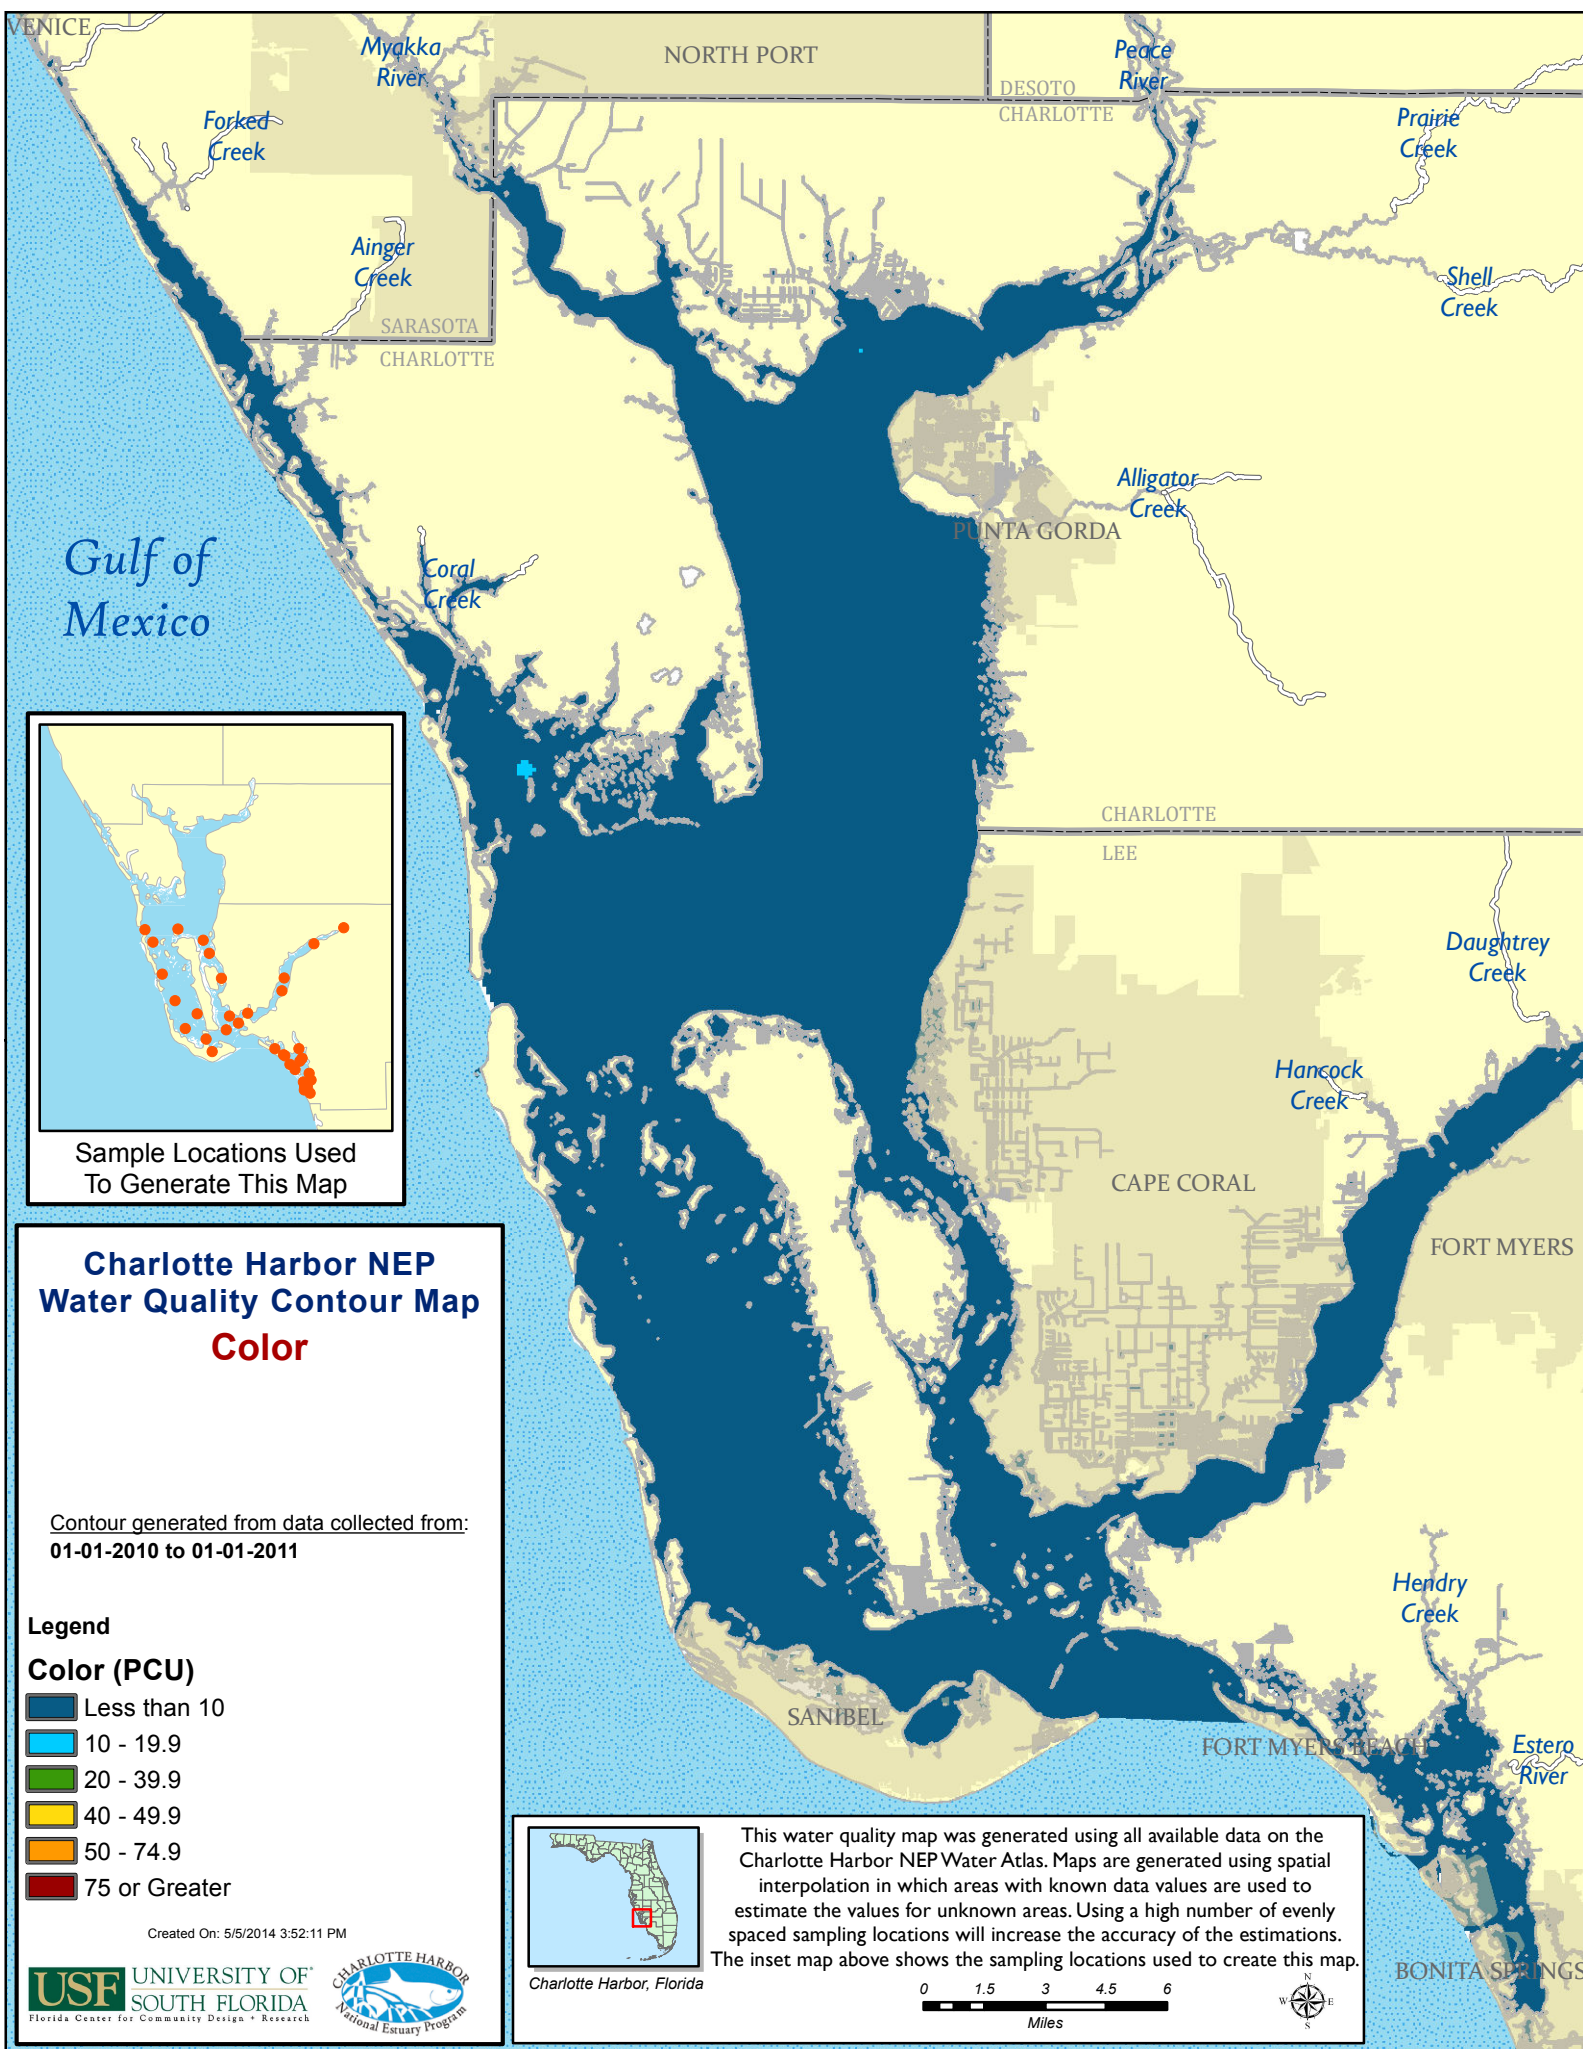 VENICE
Myakka
River
NORTH PORT
Peace
River
DESOTO
CHARLOTTE
Forked
Creek
Prairie
Creek
Ainger
Creek
Shell
Creek
SARASOTA
CHARLOTTE
Alligator
Creek
PUNTA GORDA
Gulf of
Mexico
Coral
Creek
CHARLOTTE
LEE
Daughtrey
Creek
Hancock
Creek
CAPE CORAL
FORT MYERS
Sample Locations Used
To Generate This Map
Charlotte Harbor NEP
Water Quality Contour Map
Color
Contour generated from data collected from:
01-01-2010 to 01-01-2011
Hendry
Creek
Legend
Color (PCU)
Less than 10
10 - 19.9
20 - 39.9
40 - 49.9
50 - 74.9
75 or Greater
SANIBEL
FORT MYERS BEACH
Estero
River
BONITA SPRINGS
Created On: 5/5/2014 3:52:11 PM
USF UNIVERSITY OF
SOUTH FLORIDA
Florida Center for Community Design + Research
CHARLOTTE HARBOR
National Estuary Program
Charlotte Harbor, Florida
This water quality map was generated using all available data on the
Charlotte Harbor NEP Water Atlas. Maps are generated using spatial
interpolation in which areas with known data values are used to
estimate the values for unknown areas. Using a high number of evenly
spaced sampling locations will increase the accuracy of the estimations.
The inset map above shows the sampling locations used to create this map.
0 1.5 3 4.5 6
Miles
N
W E
S